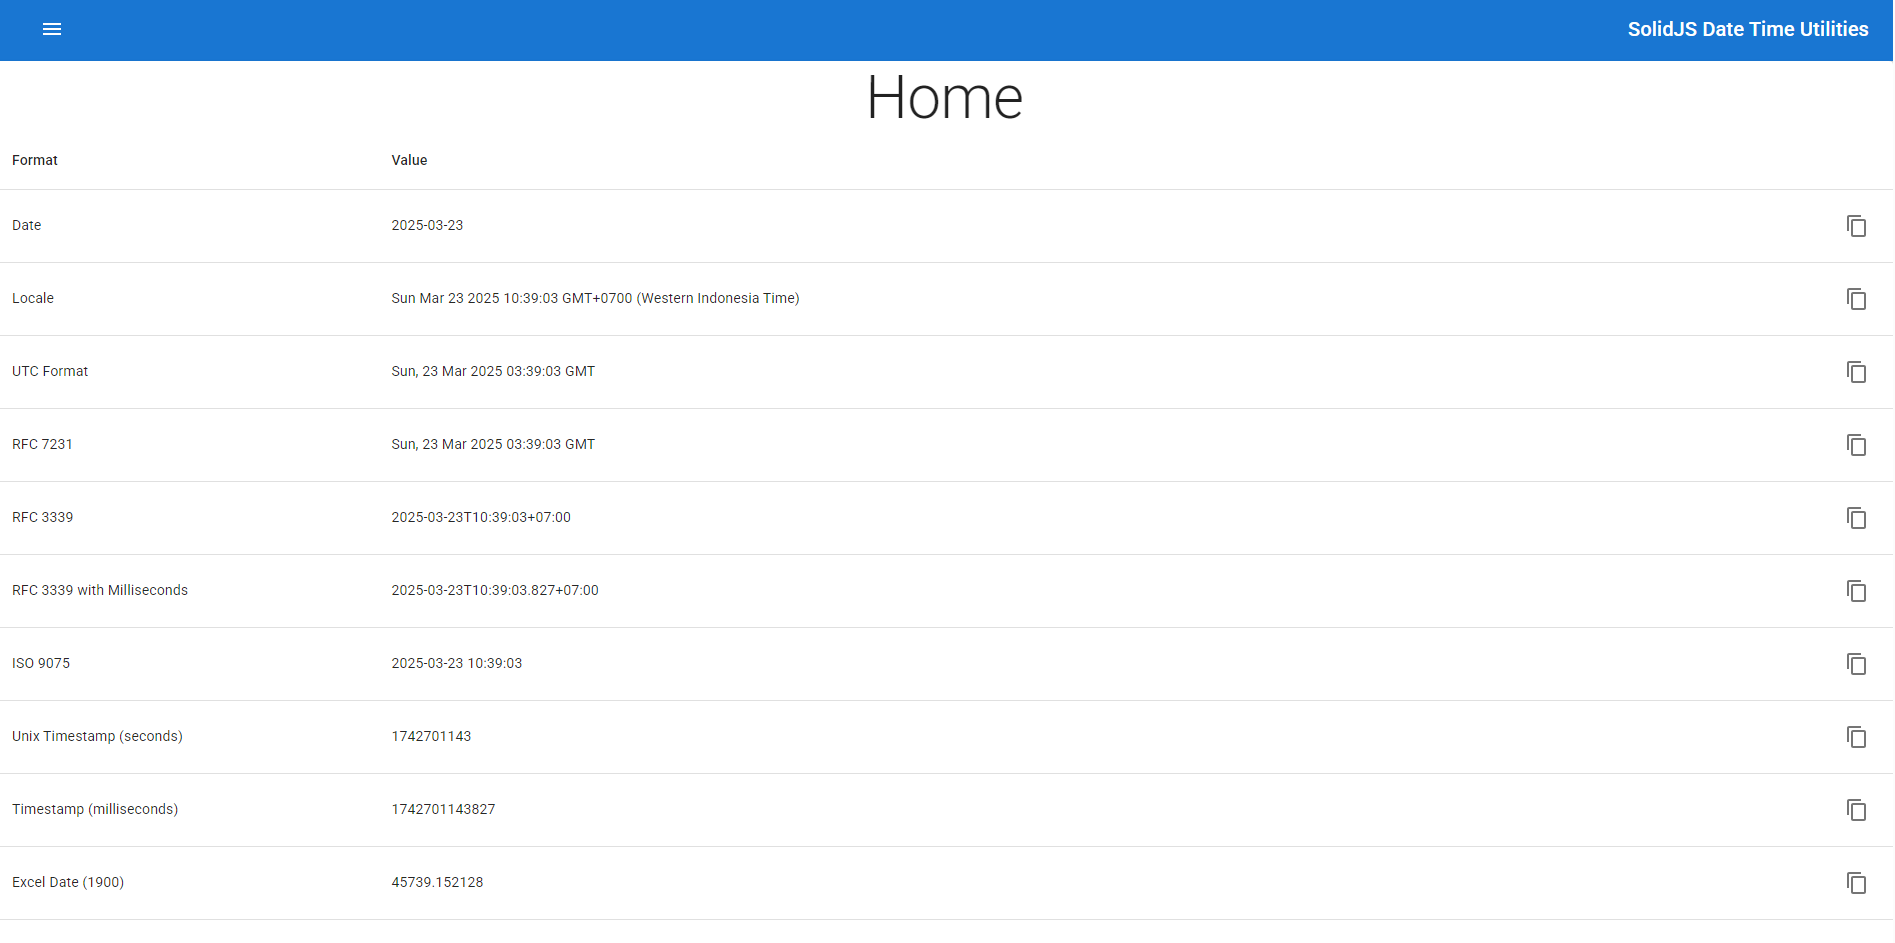 SolidJS Date Time Utilities
Home
Format Value
Date 2025-03-23
Locale Sun Mar 23 2025 10:39:03 GMT+0700 (Western Indonesia Time)
UTC Format Sun, 23 Mar 2025 03:39:03 GMT
RFC 7231 Sun, 23 Mar 2025 03:39:03 GMT
RFC 3339 2025-03-23T10:39:03+07:00
RFC 3339 with Milliseconds 2025-03-23T10:39:03.827+07:00
ISO 9075 2025-03-23 10:39:03
Unix Timestamp (seconds) 1742701143
Timestamp (milliseconds) 1742701143827
Excel Date (1900) 45739.152128